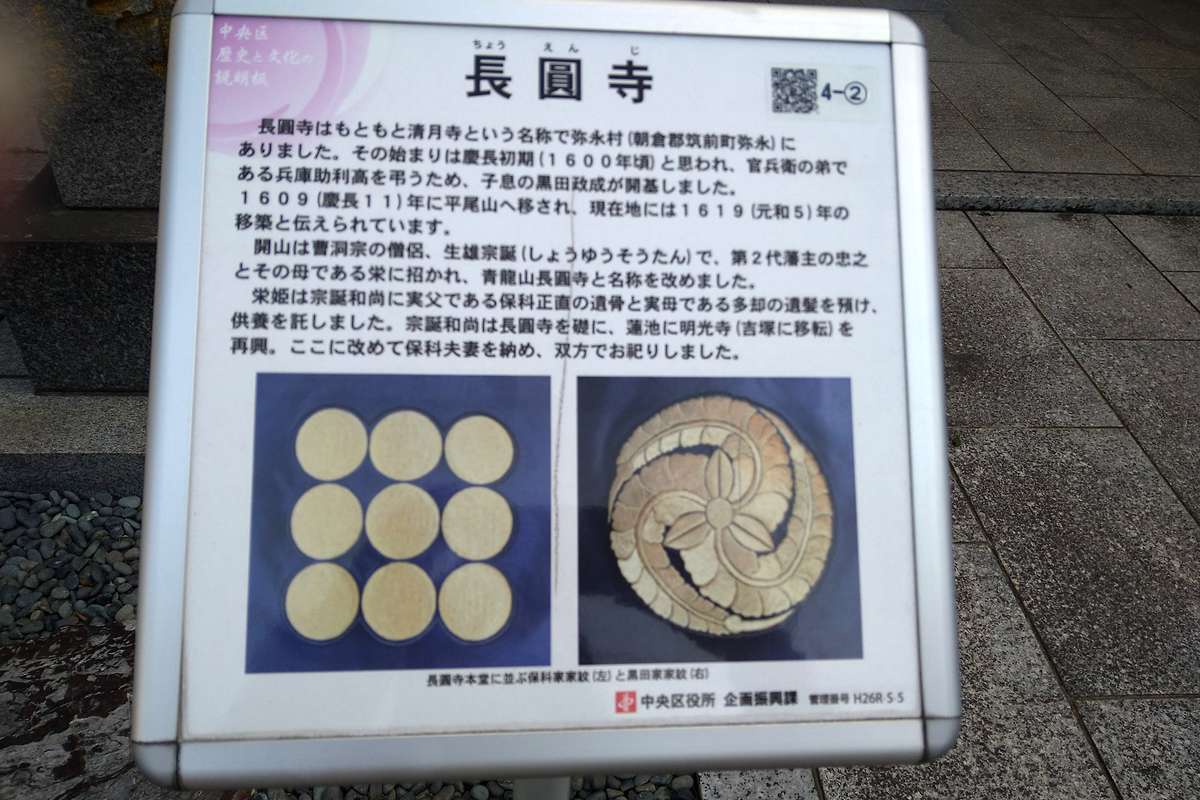 中央区
歴史と文化の
説明板
ちょう えん じ
長圓寺
4-②
長圓寺はもともと清月寺という名称で弥永村(朝倉郡筑前町弥永)に
ありました。その始まりは慶長初期(1600年頃)と思われ、官兵衛の弟で
ある兵庫助利高を弔うため、子息の黒田政成が開基しました。
1609(慶長11)年に平尾山へ移され、現在地には1619(元和5)年の
移築と伝えられています。
開山は曹洞宗の僧侶、生雄宗誕(しょうゆうそうたん)で、第2代藩主の忠之
とその母である栄に招かれ、青龍山長圓寺と名称を改めました。
栄姫は宗誕和尚に実父である保科正直の遺骨と実母である多却の遺髪を預け、
供養を託しました。宗誕和尚は長圓寺を礎に、蓮池に明光寺(吉塚に移転)を
再興。ここに改めて保科夫妻を納め、双方でお祀りしました。
長圓寺本堂に並ぶ保科家家紋(左)と黒田家家紋(右)
中央区役所 企画振興課 管理番号 H26R-S-5